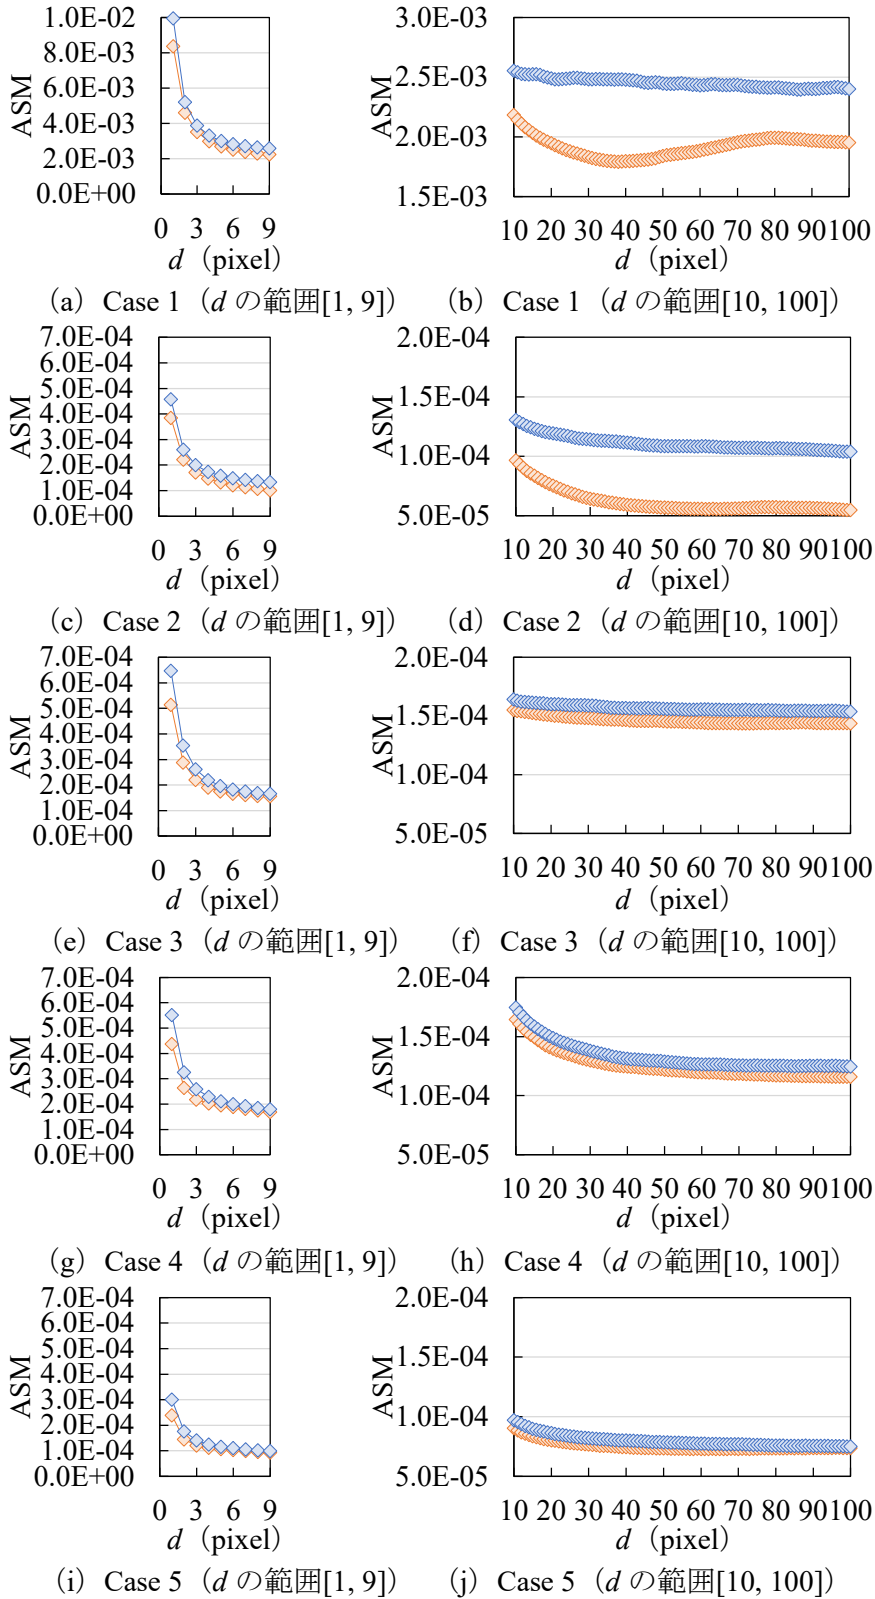 1.0E-02
8.0E-03
6.0E-03
4.0E-03
2.0E-03
0.0E+00
ASM
0 3 6 9
d（pixel）
3.0E-03
2.5E-03
2.0E-03
1.5E-03
ASM
10 20 30 40 50 60 70 80 90100
d（pixel）
（a）Case 1（d の範囲[1, 9]）
（b）Case 1（d の範囲[10, 100]）
7.0E-04
6.0E-04
5.0E-04
4.0E-04
3.0E-04
2.0E-04
1.0E-04
0.0E+00
ASM
0 3 6 9
d（pixel）
2.0E-04
1.5E-04
1.0E-04
5.0E-05
ASM
10 20 30 40 50 60 70 80 90100
d（pixel）
（c）Case 2（d の範囲[1, 9]）
（d）Case 2（d の範囲[10, 100]）
7.0E-04
6.0E-04
5.0E-04
4.0E-04
3.0E-04
2.0E-04
1.0E-04
0.0E+00
ASM
0 3 6 9
d（pixel）
2.0E-04
1.5E-04
1.0E-04
5.0E-05
ASM
10 20 30 40 50 60 70 80 90100
d（pixel）
（e）Case 3（d の範囲[1, 9]）
（f）Case 3（d の範囲[10, 100]）
7.0E-04
6.0E-04
5.0E-04
4.0E-04
3.0E-04
2.0E-04
1.0E-04
0.0E+00
ASM
0 3 6 9
d（pixel）
2.0E-04
1.5E-04
1.0E-04
5.0E-05
ASM
10 20 30 40 50 60 70 80 90100
d（pixel）
（g）Case 4（d の範囲[1, 9]）
（h）Case 4（d の範囲[10, 100]）
7.0E-04
6.0E-04
5.0E-04
4.0E-04
3.0E-04
2.0E-04
1.0E-04
0.0E+00
ASM
0 3 6 9
d（pixel）
2.0E-04
1.5E-04
1.0E-04
5.0E-05
ASM
10 20 30 40 50 60 70 80 90100
d（pixel）
（i）Case 5（d の範囲[1, 9]）
（j）Case 5（d の範囲[10, 100]）